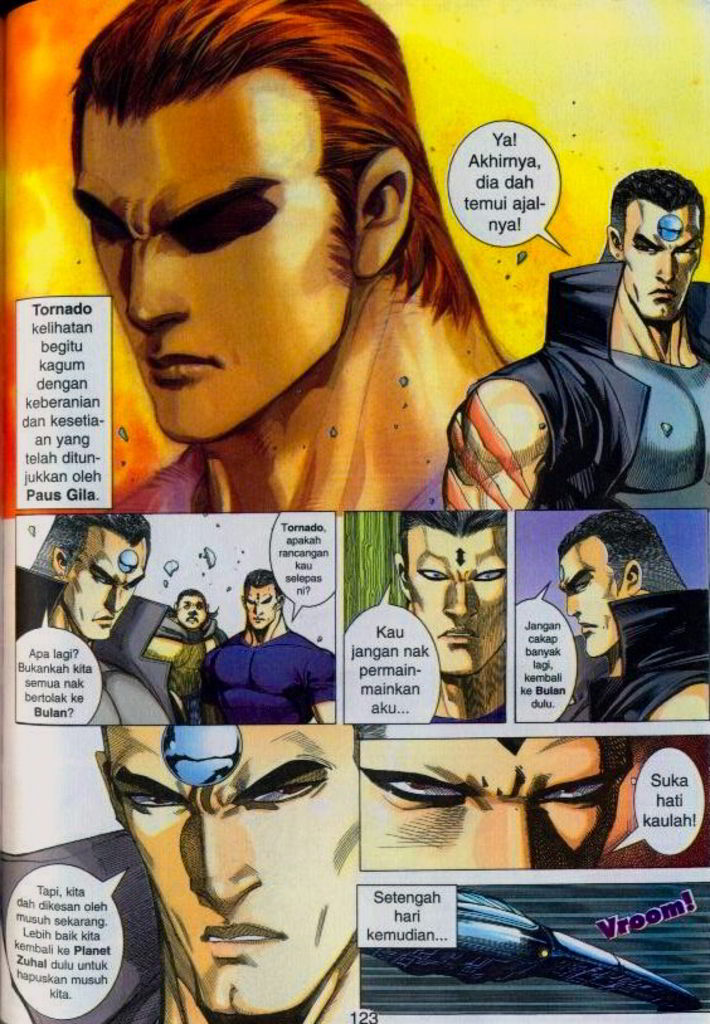 Ya!
Akhirnya,
dia dah
temui ajal-
nya!
Tornado
kelihatan
begitu
kagum
dengan
keberanian
dan kesetia-
an yang
telah ditun-
jukkan oleh
Paus Gila.
Tornado,
apakah
rancangan
kau
selepas
ni?
Apa lagi?
Bukankah kita
semua nak
bertolak ke
Bulan?
Kau
jangan nak
permain-
mainkan
aku...
Jangan
cakap
banyak
lagi,
kembali
ke Bulan
dulu.
Tapi, kita
dah dikesan oleh
musuh sekarang.
Lebih baik kita
kembali ke Planet
Zuhal dulu untuk
hapuskan musuh
kita.
Suka
hati
kaulah!
Setengah
hari
kemudian...
Vroom!
123